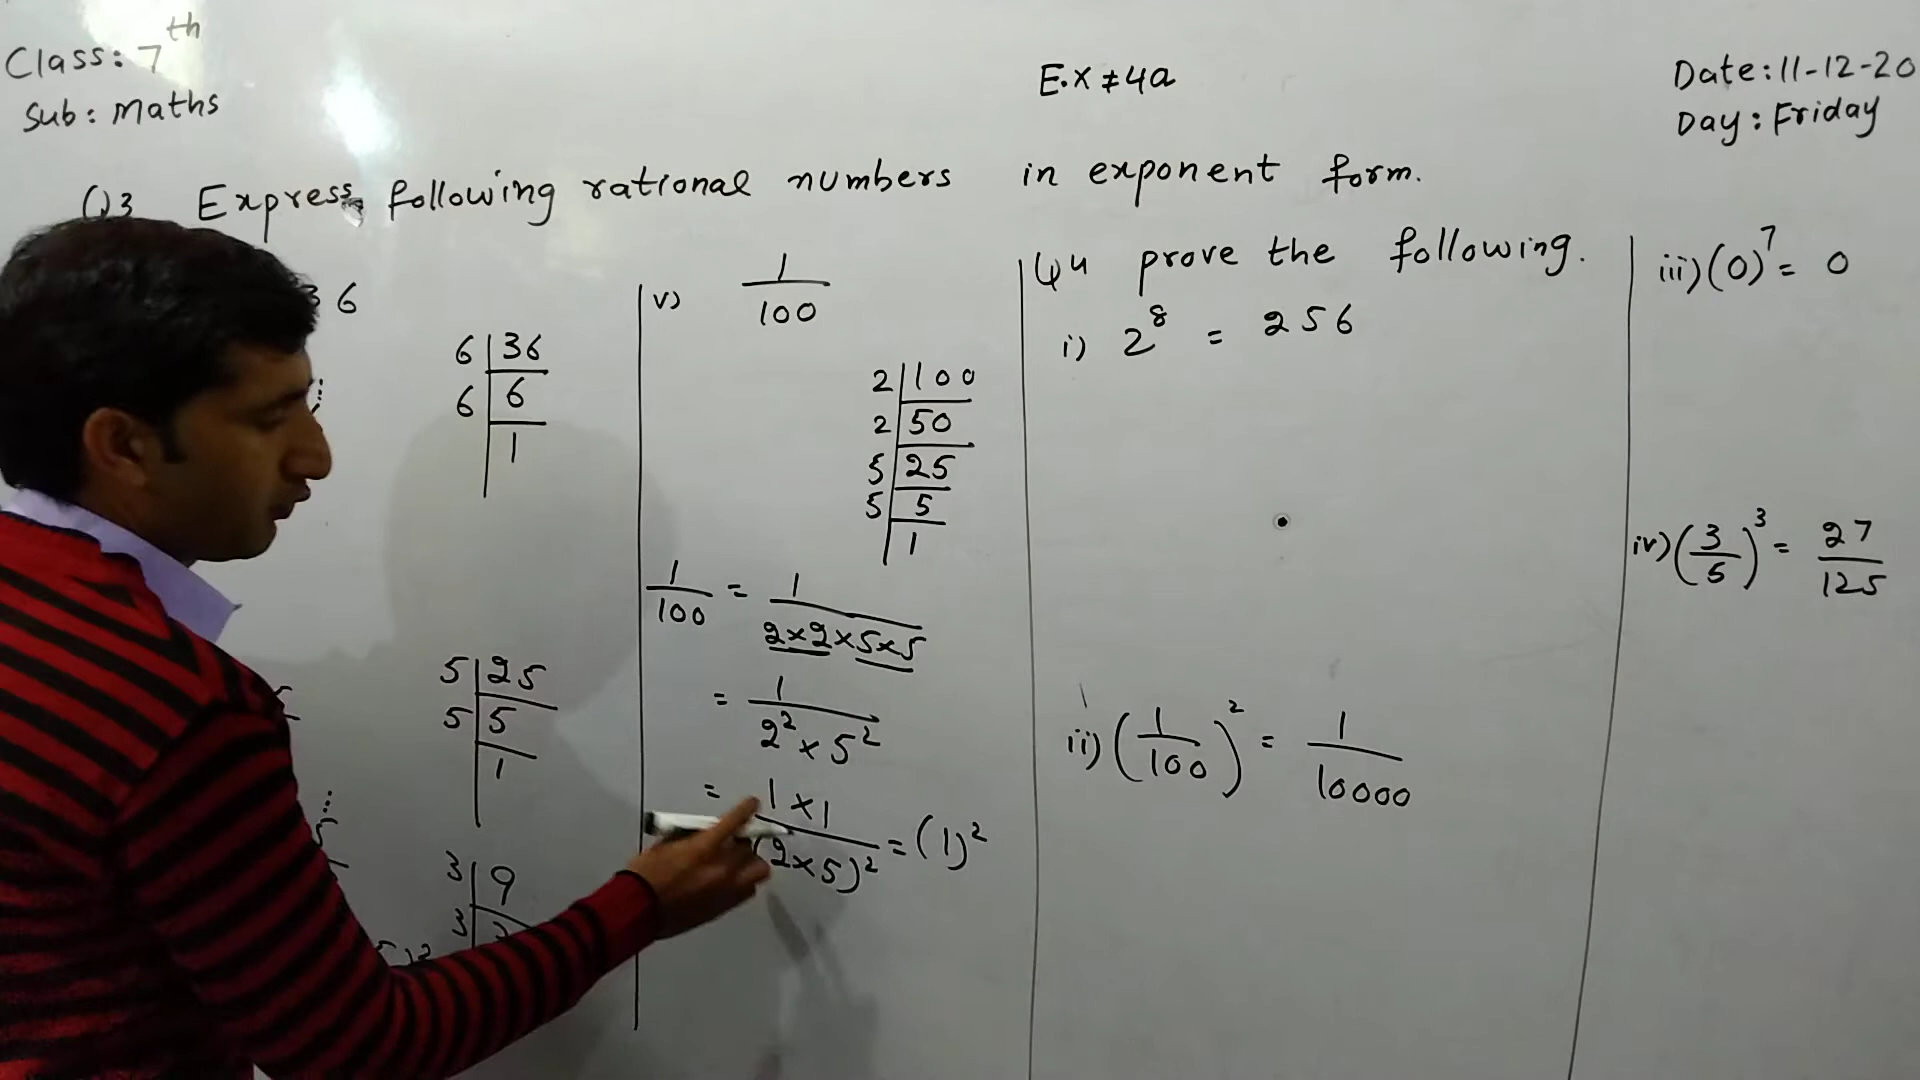 Class: 7th
Sub: Maths
E.x # 4a
Date: 11-12-20
Day: Friday
Q3 Express following rational numbers in exponent form.
36
6 | 36
6 | 6
1
5 | 25
5 | 5
1
3 | 9
3
v) 1/100
2 | 100
2 | 50
5 | 25
5 | 5
1
1/100 = 1/(2×2×5×5)
= 1/(2² × 5²)
= (1×1)/(2×5)² = (1)²
Q4 prove the following.
i) 2⁸ = 256
ii) (1/100)² = 1/10000
iii) (0)⁷ = 0
iv) (3/5)³ = 27/125